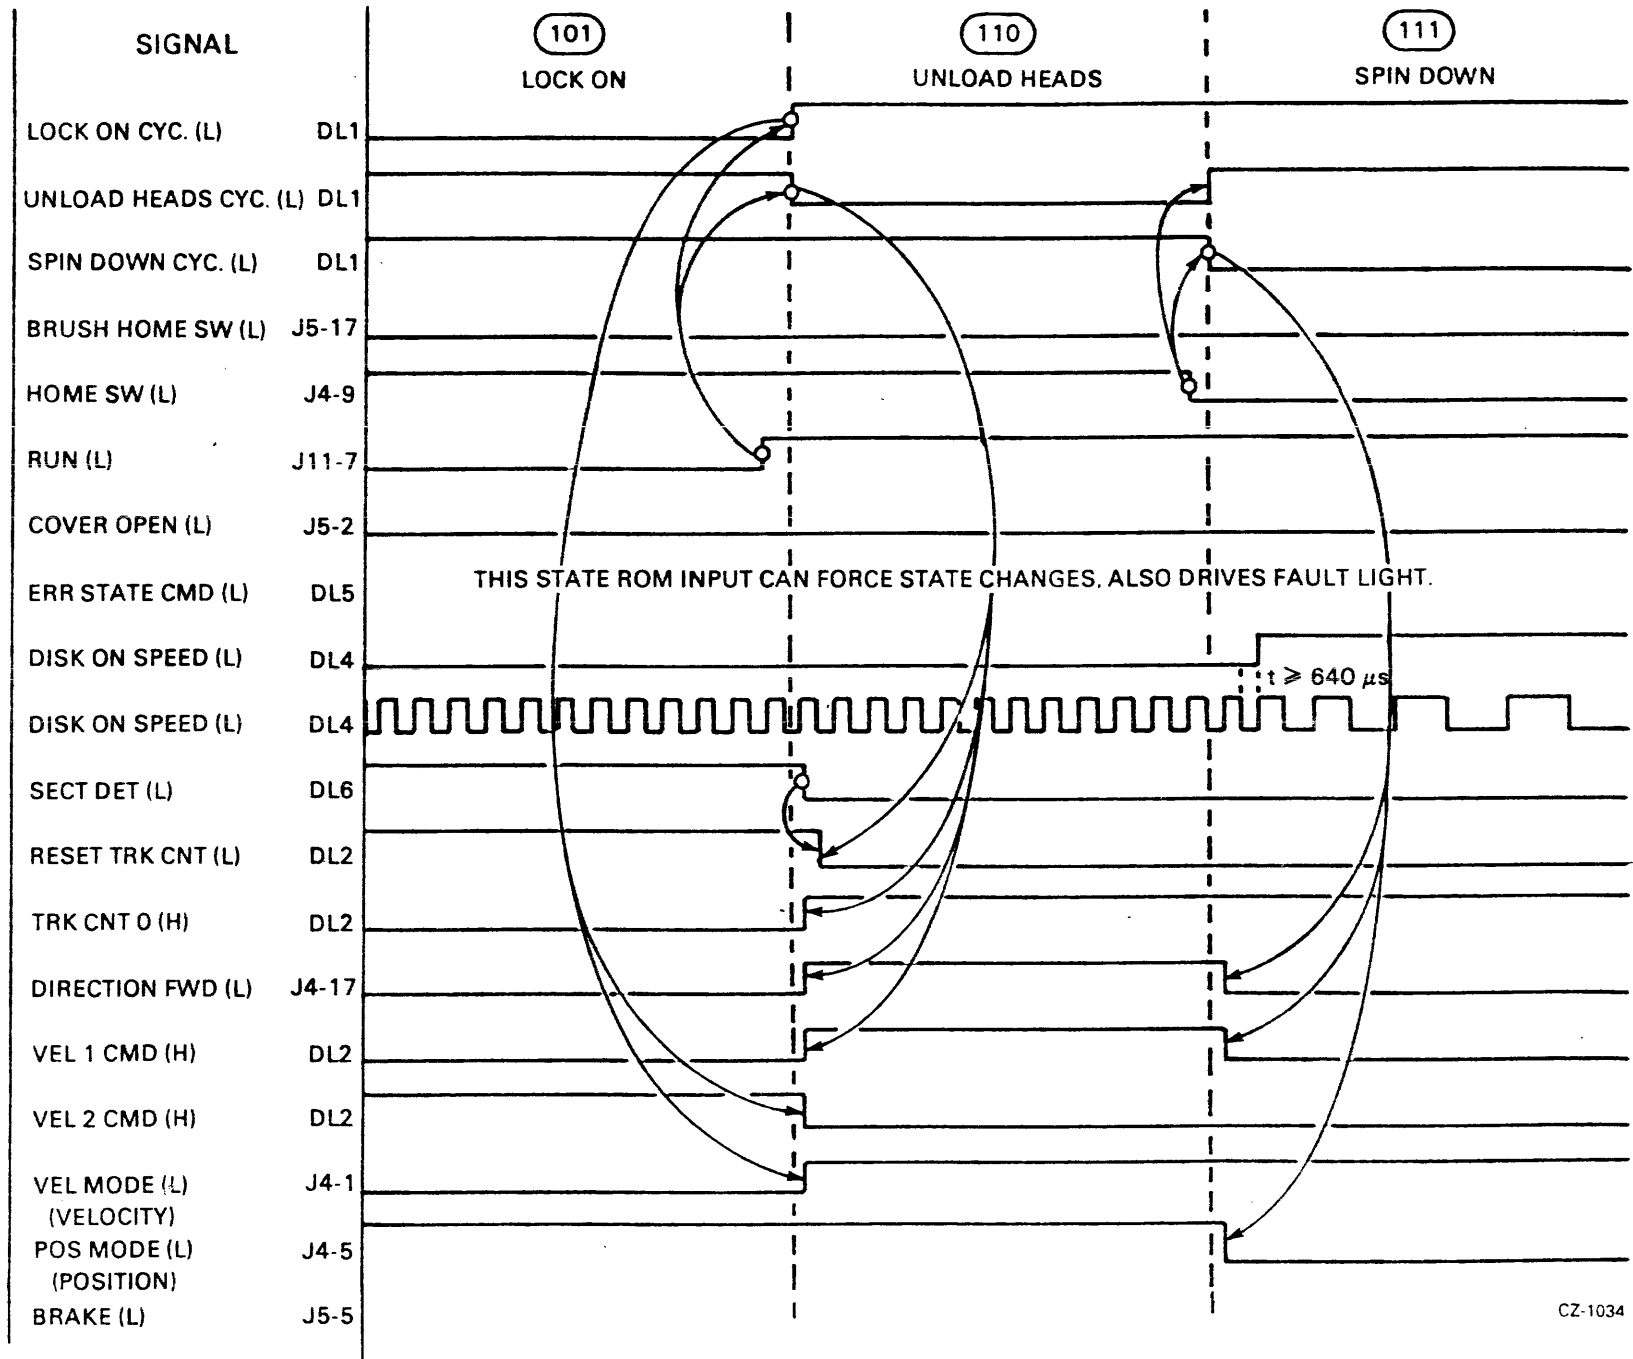 SIGNAL
101
110
111
LOCK ON
UNLOAD HEADS
SPIN DOWN
LOCK ON CYC. (L) DL1
UNLOAD HEADS CYC. (L) DL1
SPIN DOWN CYC. (L) DL1
BRUSH HOME SW (L) J5-17
HOME SW (L) J4-9
RUN (L) J11-7
COVER OPEN (L) J5-2
THIS STATE ROM INPUT CAN FORCE STATE CHANGES, ALSO DRIVES FAULT LIGHT.
ERR STATE CMD (L) DL5
DISK ON SPEED (L) DL4
t ⩾ 640 μs
DISK ON SPEED (L) DL4
SECT DET (L) DL6
RESET TRK CNT (L) DL2
TRK CNT 0 (H) DL2
DIRECTION FWD (L) J4-17
VEL 1 CMD (H) DL2
VEL 2 CMD (H) DL2
VEL MODE (L) J4-1
(VELOCITY)
POS MODE (L) J4-5
(POSITION)
BRAKE (L) J5-5
CZ-1034